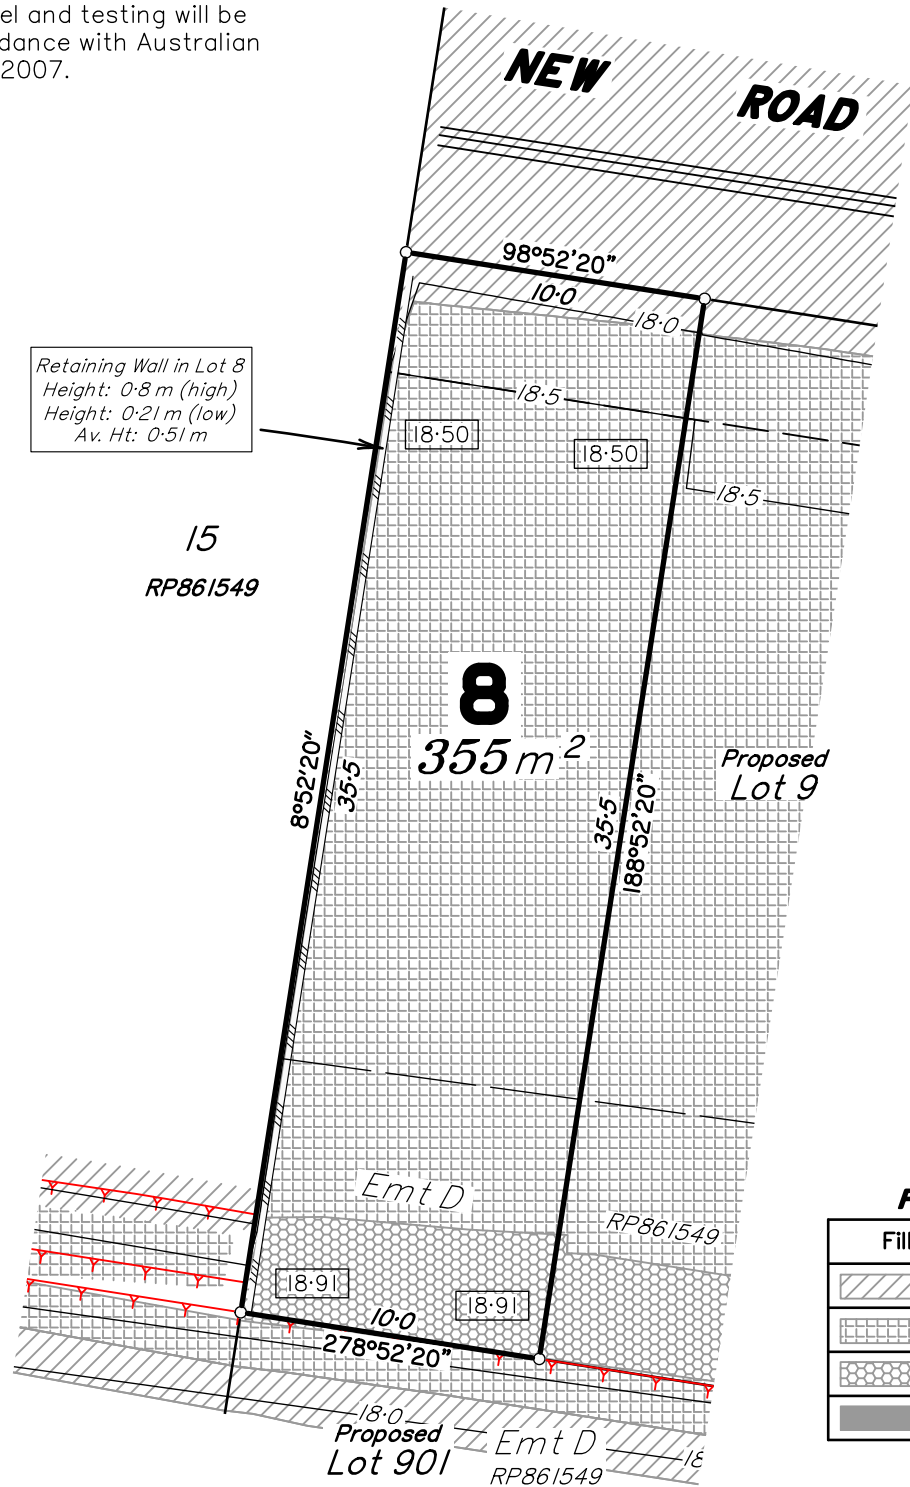 el and testing will be
dance with Australian
2007.
NEW ROAD
98°52'20"
10·0
18·0
Retaining Wall in Lot 8
Height: 0·8 m (high)
Height: 0·21 m (low)
Av. Ht: 0·51 m
18·5
18·50
18·50
18·5
15
RP861549
8
355 m²
8°52'20"
35·5
35·5
188°52'20"
Proposed
Lot 9
Emt D
RP861549
18·91
18·91
10·0
278°52'20"
18·0
Proposed
Lot 901
Emt D
RP861549
18
F
Fill